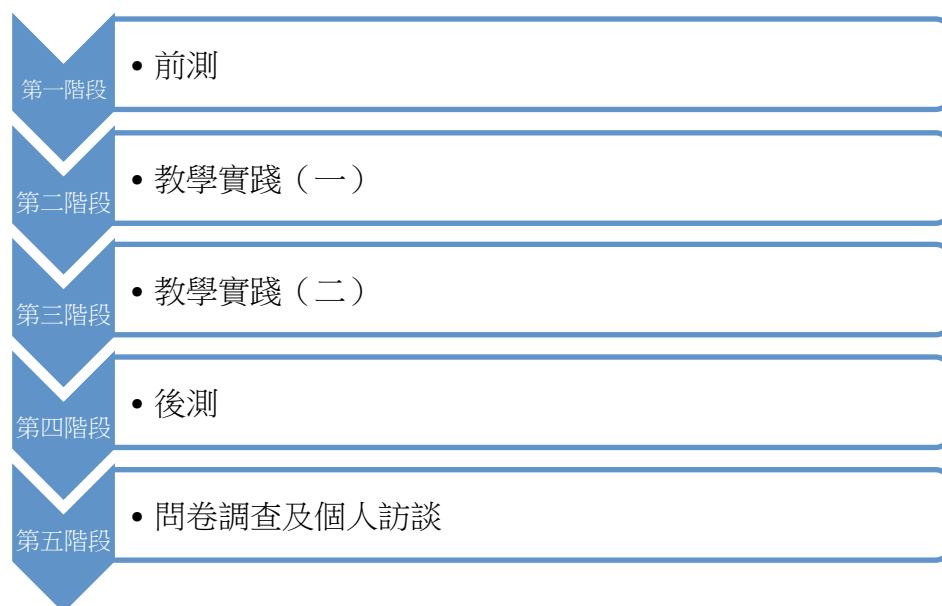 第一階段
• 前測
第二階段
• 教學實踐（一）
第三階段
• 教學實踐（二）
第四階段
• 後測
第五階段
• 問卷調查及個人訪談